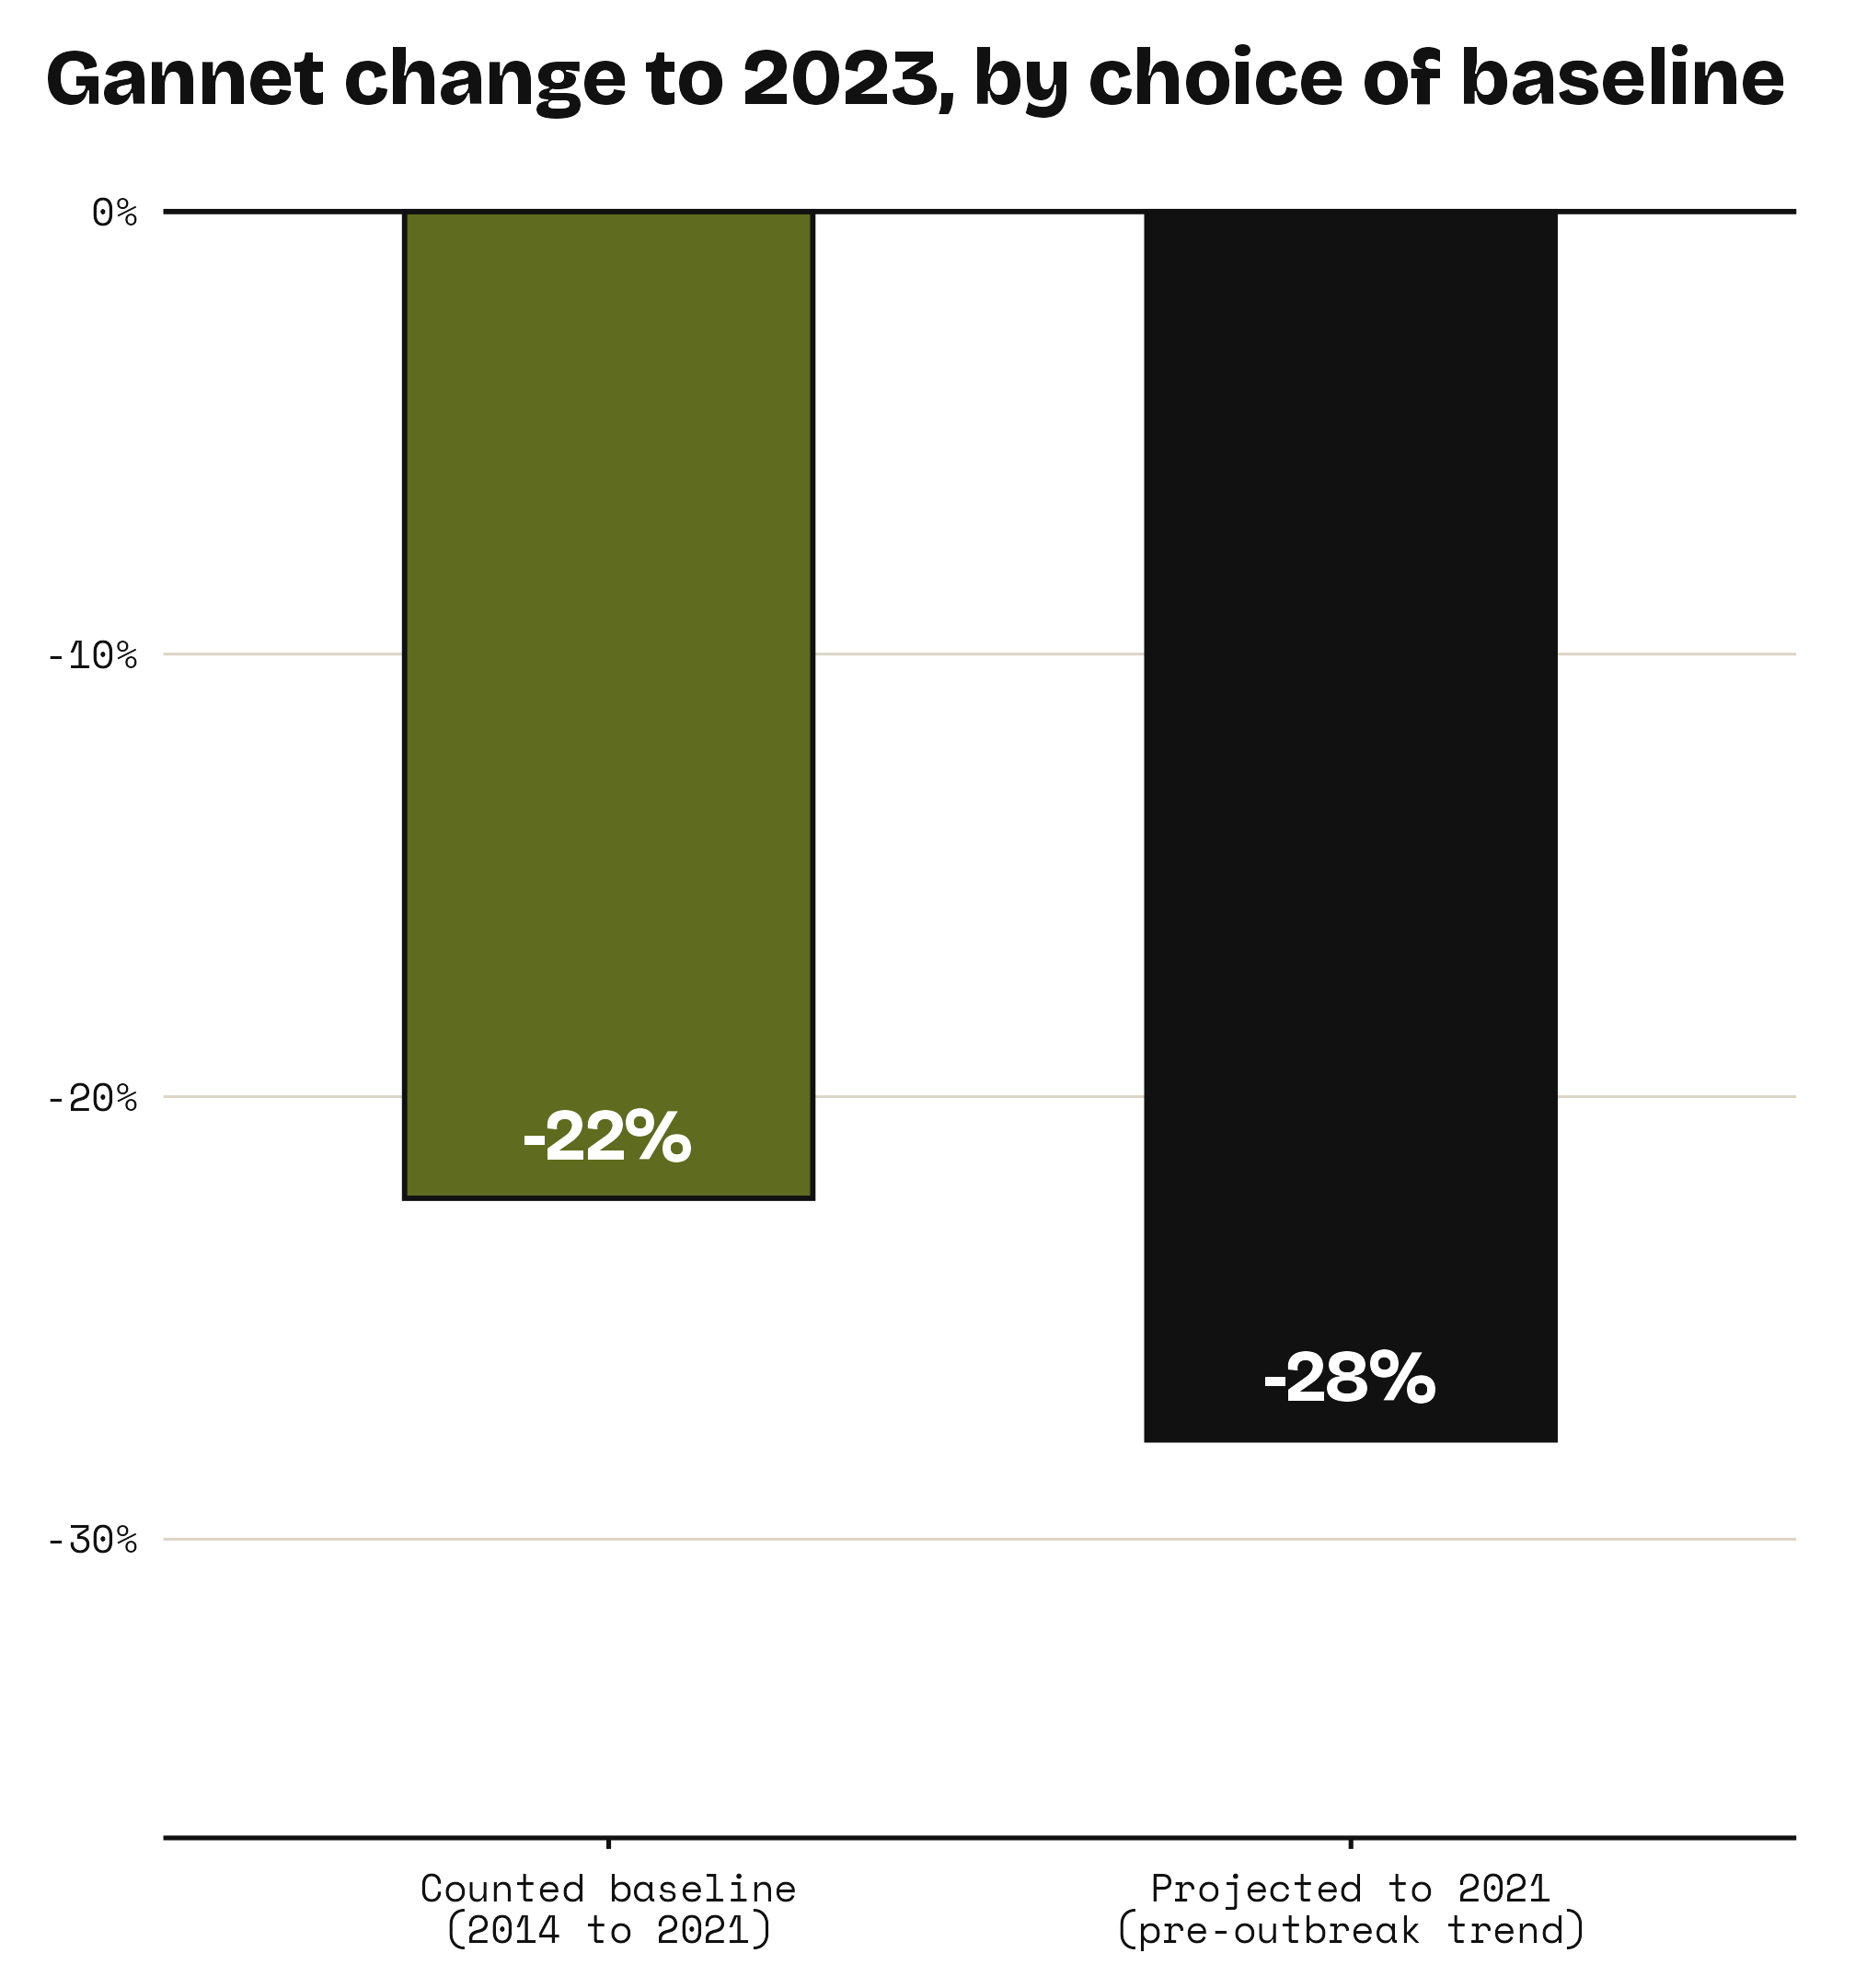 Gannet change to 2023, by choice of baseline
0%
-10%
-20%
-22%
-28%
-30%
Counted baseline
(2014 to 2021)
Projected to 2021
(pre-outbreak trend)